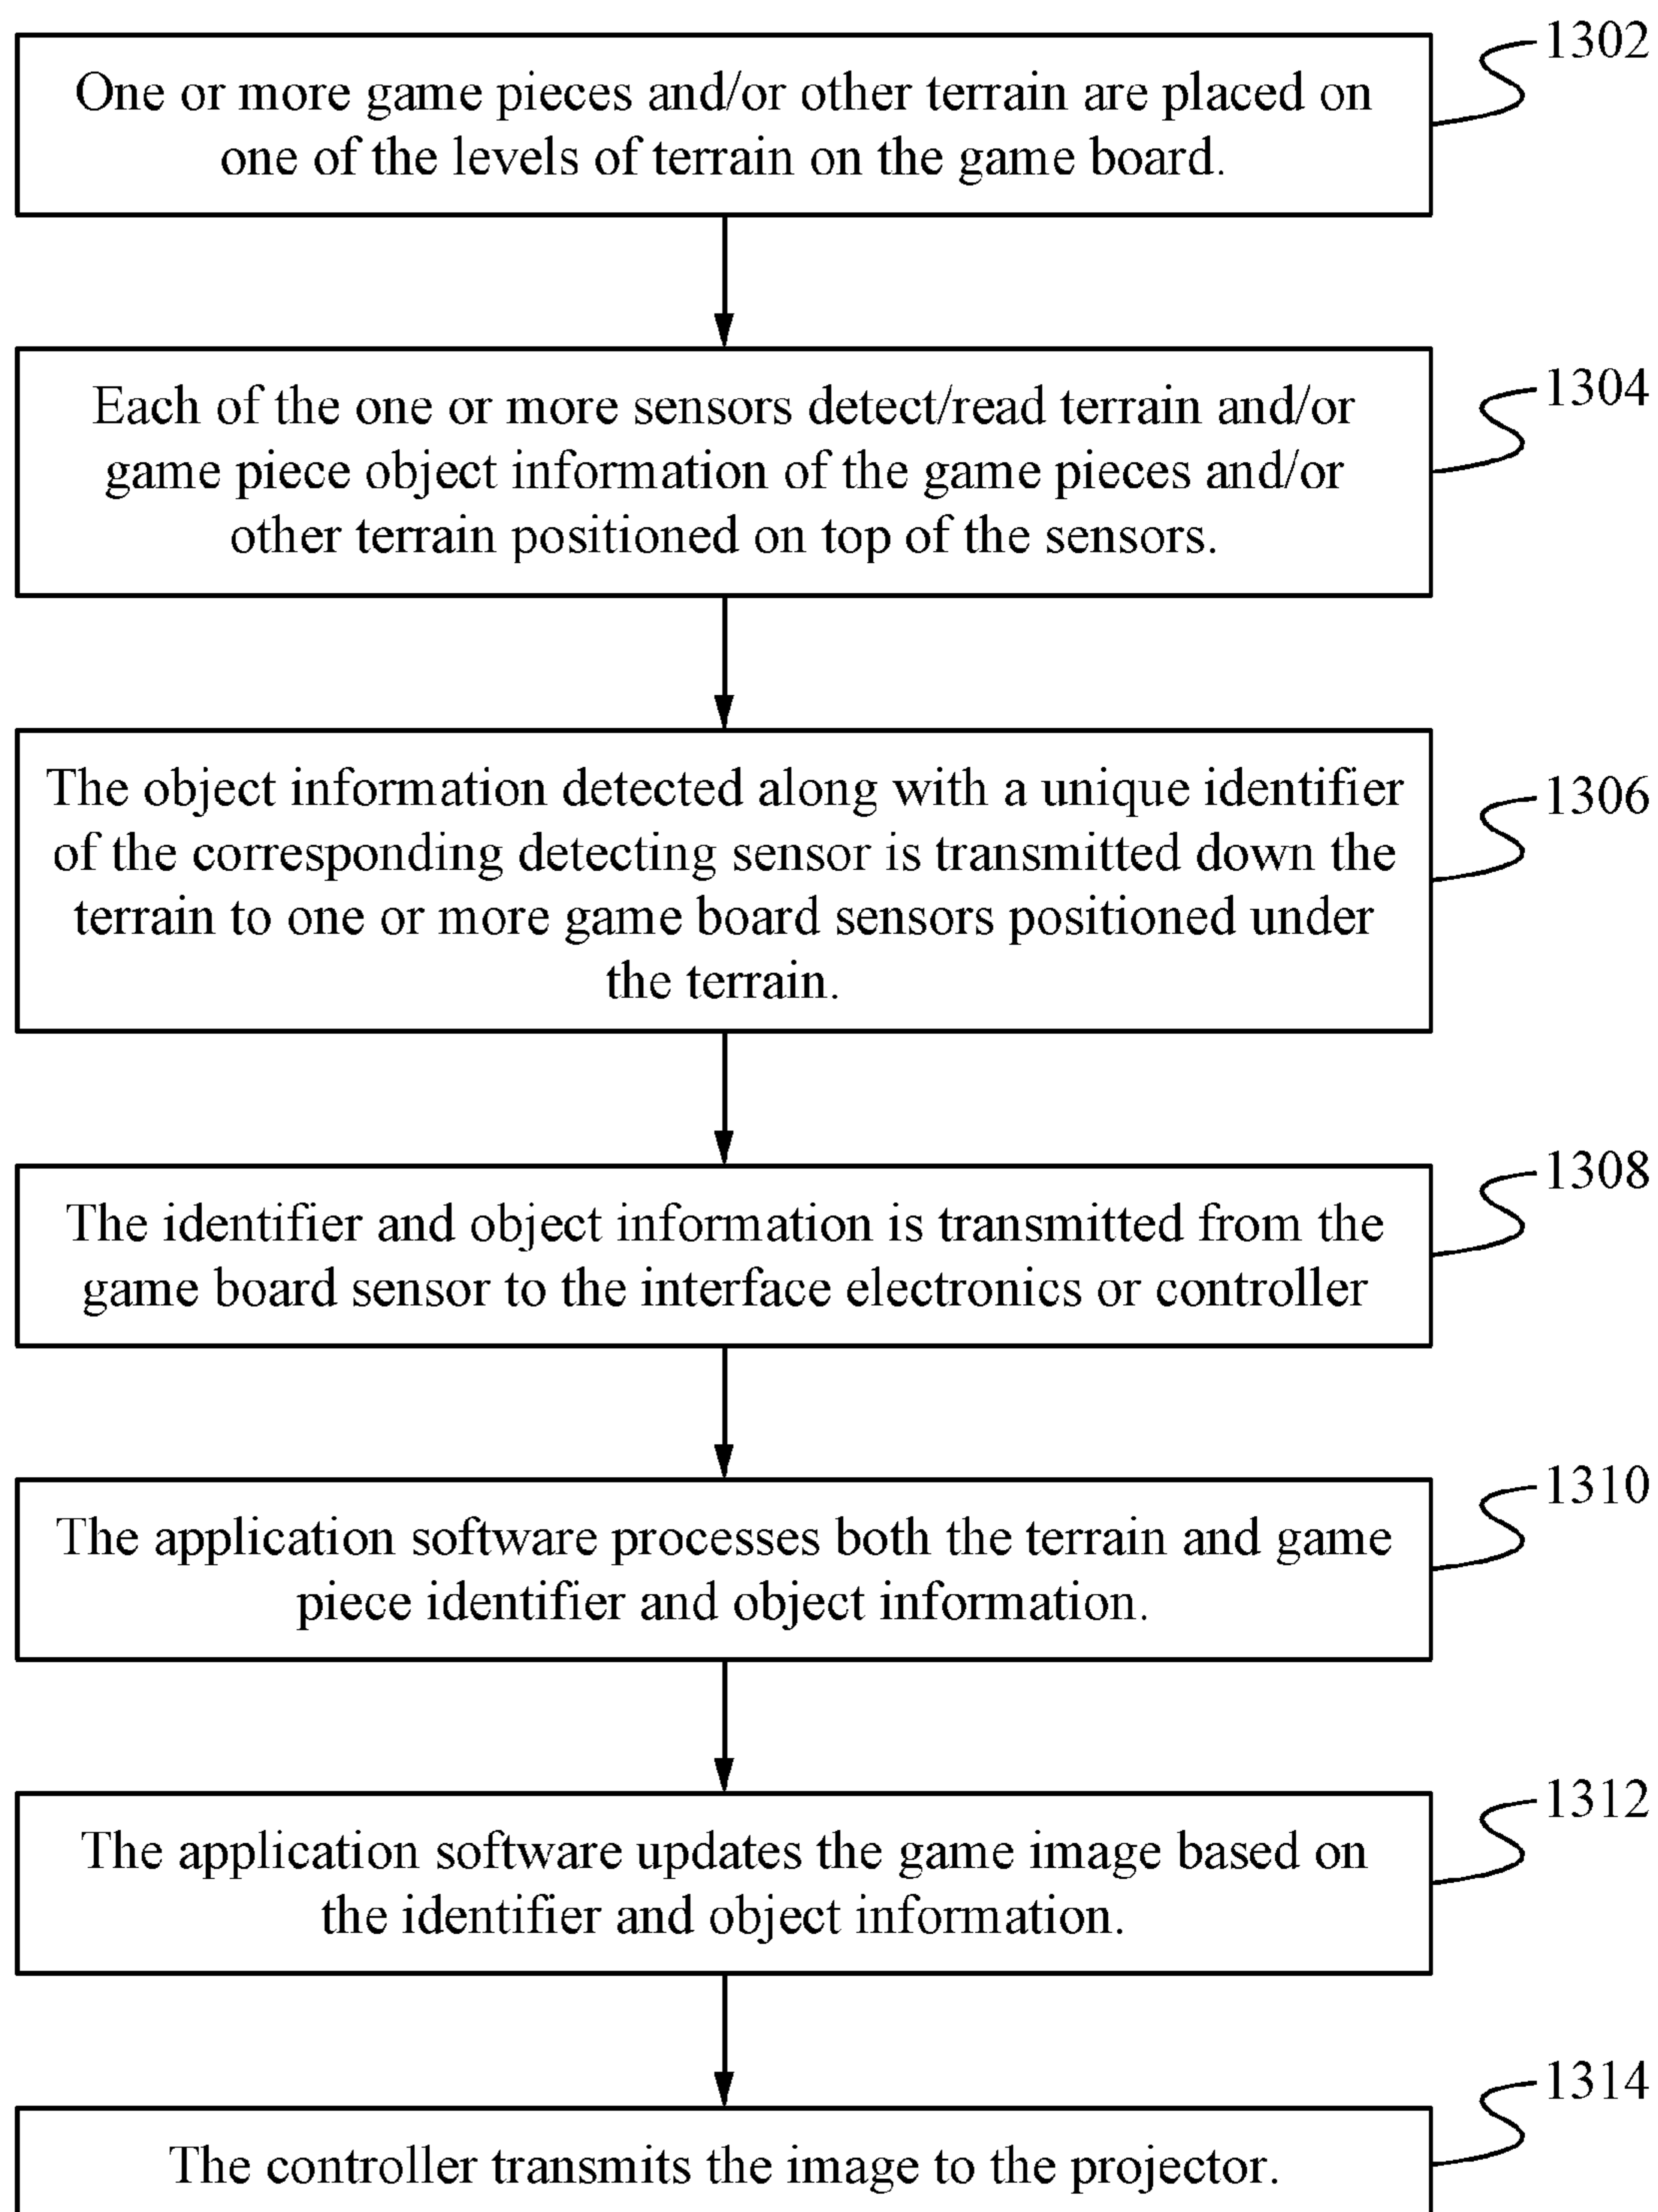 1302
One or more game pieces and/or other terrain are placed on
one of the levels of terrain on the game board.
1304
Each of the one or more sensors detect/read terrain and/or
game piece object information of the game pieces and/or
other terrain positioned on top of the sensors.
1306
The object information detected along with a unique identifier
of the corresponding detecting sensor is transmitted down the
terrain to one or more game board sensors positioned under
the terrain.
1308
The identifier and object information is transmitted from the
game board sensor to the interface electronics or controller
1310
The application software processes both the terrain and game
piece identifier and object information.
1312
The application software updates the game image based on
the identifier and object information.
1314
The controller transmits the image to the projector.